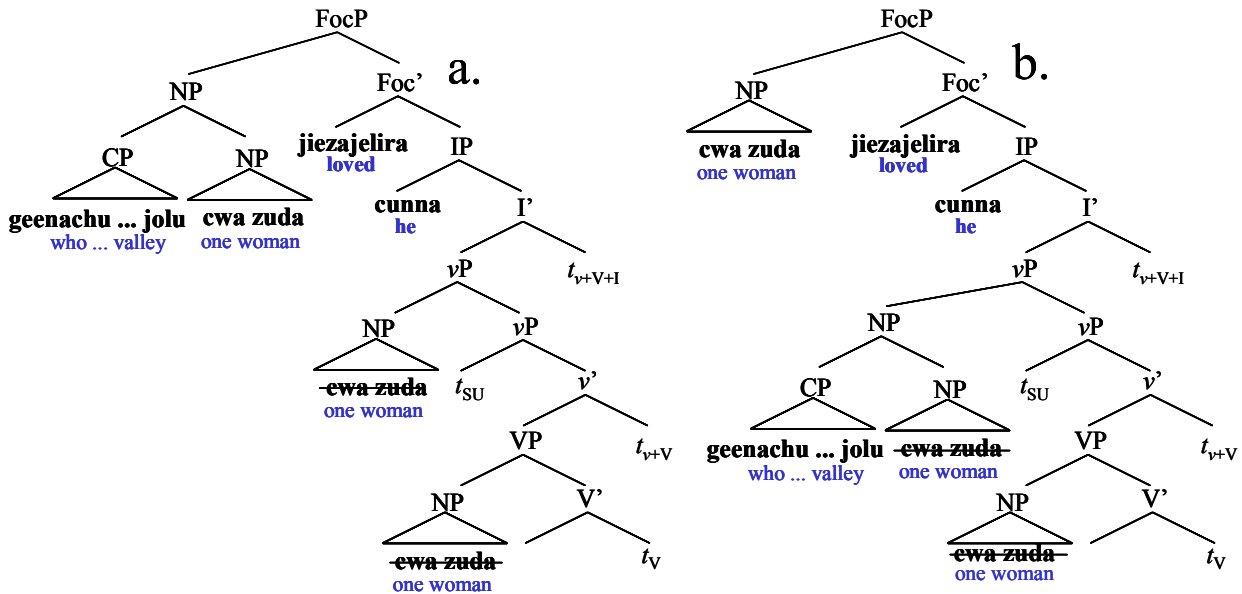 FocP
NP
Foc’
a.
CP
NP
jiezajelira
loved
IP
geenachu ... jolu
who ... valley
cwa zuda
one woman
cunna
he
I’
vP
tv+V+I
NP
vP
cwa zuda
one woman
tSU
v’
VP
tv+V
NP
V’
cwa zuda
one woman
tV
FocP
NP
Foc’
b.
cwa zuda
one woman
jiezajelira
loved
IP
cunna
he
I’
vP
tv+V+I
NP
vP
CP
NP
tSU
v’
geenachu ... jolu
who ... valley
cwa zuda
one woman
VP
tv+V
NP
V’
cwa zuda
one woman
tV